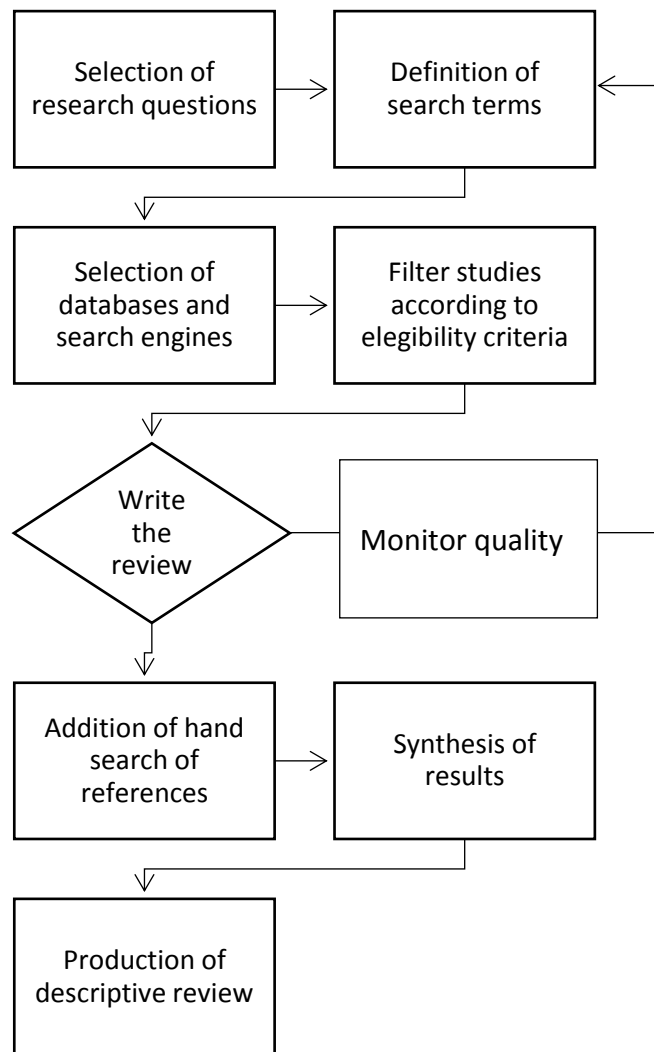 Selection of
research questions
Definition of
search terms
Selection of
databases and
search engines
Filter studies
according to
elegibility criteria
Write
the
review
Monitor quality
Addition of hand
search of
references
Synthesis of
results
Production of
descriptive review